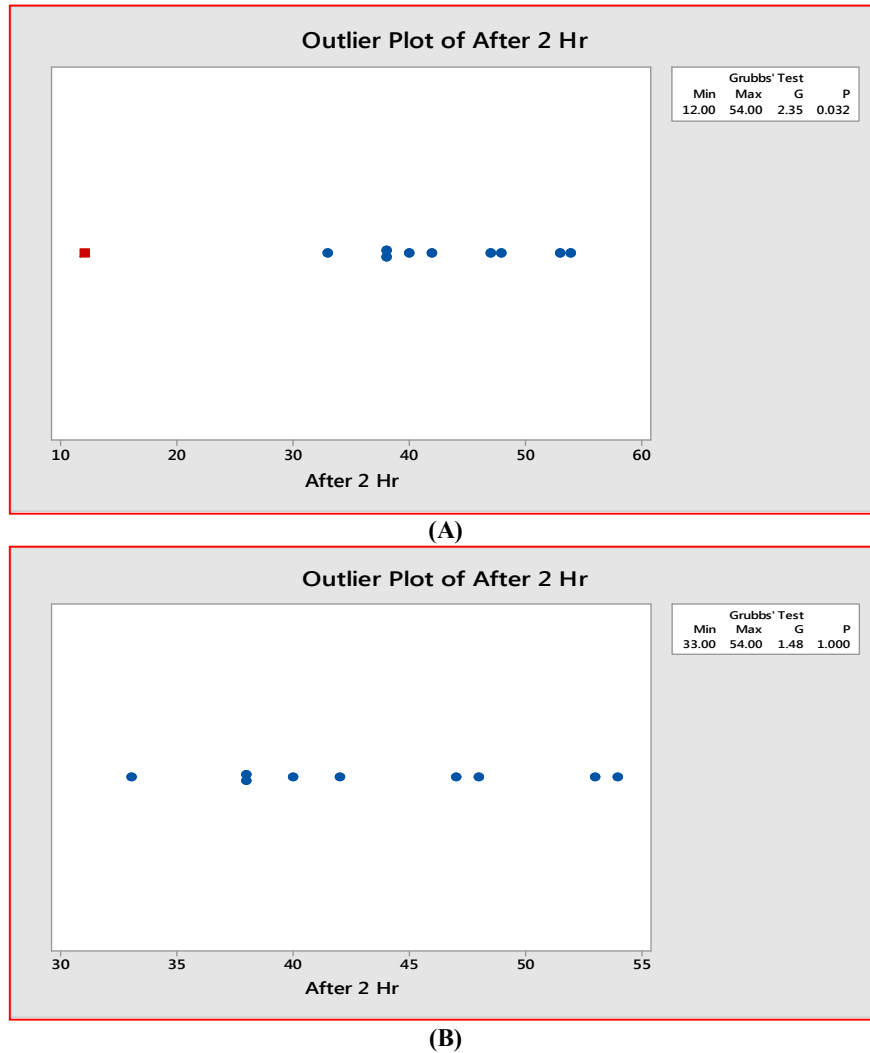 Outlier Plot of After 2 Hr
Grubbs' Test
Min Max G P
12.00 54.00 2.35 0.032
10 20 30 40 50 60
After 2 Hr
(A)
Outlier Plot of After 2 Hr
Grubbs' Test
Min Max G P
33.00 54.00 1.48 1.000
30 35 40 45 50 55
After 2 Hr
(B)